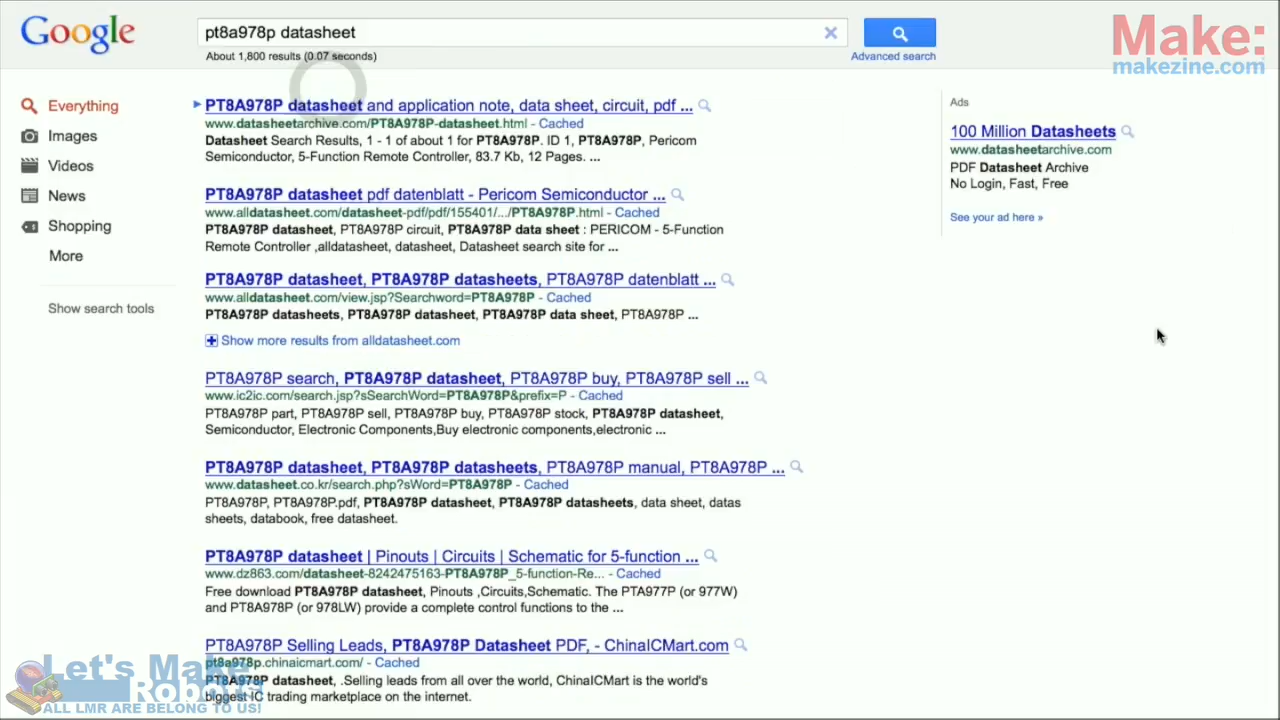 Google
pt8a978p datasheet
About 1,800 results (0.07 seconds)
Advanced search
Make:
makezine.com
Everything
Images
Videos
News
Shopping
More
Show search tools
PT8A978P datasheet and application note, data sheet, circuit, pdf ...
www.datasheetarchive.com/PT8A978P-datasheet.html - Cached
Datasheet Search Results, 1 - 1 of about 1 for PT8A978P. ID 1, PT8A978P, Pericom
Semiconductor, 5-Function Remote Controller, 83.7 Kb, 12 Pages. ...
PT8A978P datasheet pdf datenblatt - Pericom Semiconductor ...
www.alldatasheet.com/datasheet-pdf/pdf/155401/.../PT8A978P.html - Cached
PT8A978P datasheet, PT8A978P circuit, PT8A978P data sheet : PERICOM - 5-Function
Remote Controller ,alldatasheet, datasheet, Datasheet search site for ...
PT8A978P datasheet, PT8A978P datasheets, PT8A978P datenblatt ...
www.alldatasheet.com/view.jsp?Searchword=PT8A978P - Cached
PT8A978P datasheets, PT8A978P datasheet, PT8A978P data sheet, PT8A978P ...
Show more results from alldatasheet.com
PT8A978P search, PT8A978P datasheet, PT8A978P buy, PT8A978P sell ...
www.ic2ic.com/search.jsp?sSearchWord=PT8A978P&prefix=P - Cached
PT8A978P part, PT8A978P sell, PT8A978P buy, PT8A978P stock, PT8A978P datasheet,
Semiconductor, Electronic Components,Buy electronic components,electronic ...
PT8A978P datasheet, PT8A978P datasheets, PT8A978P manual, PT8A978P ...
www.datasheet.co.kr/search.php?sWord=PT8A978P - Cached
PT8A978P, PT8A978P.pdf, PT8A978P datasheet, PT8A978P datasheets, data sheet, datas
sheets, databook, free datasheet.
PT8A978P datasheet | Pinouts | Circuits | Schematic for 5-function ...
www.dz863.com/datasheet-8242475163-PT8A978P_5-function-Re... - Cached
Free download PT8A978P datasheet, Pinouts ,Circuits,Schematic. The PTA977P (or 977W)
and PT8A978P (or 978LW) provide a complete control functions to the ...
PT8A978P Selling Leads, PT8A978P Datasheet PDF, - ChinaICMart.com
pt8a978p.chinaicmart.com/ - Cached
PT8A978P datasheet, .Selling leads from all over the world, ChinaICMart is the world's
biggest IC trading marketplace on the internet.
Ads
100 Million Datasheets
www.datasheetarchive.com
PDF Datasheet Archive
No Login, Fast, Free
See your ad here »
Let's Make
Robots
ALL LMR ARE BELONG TO US!